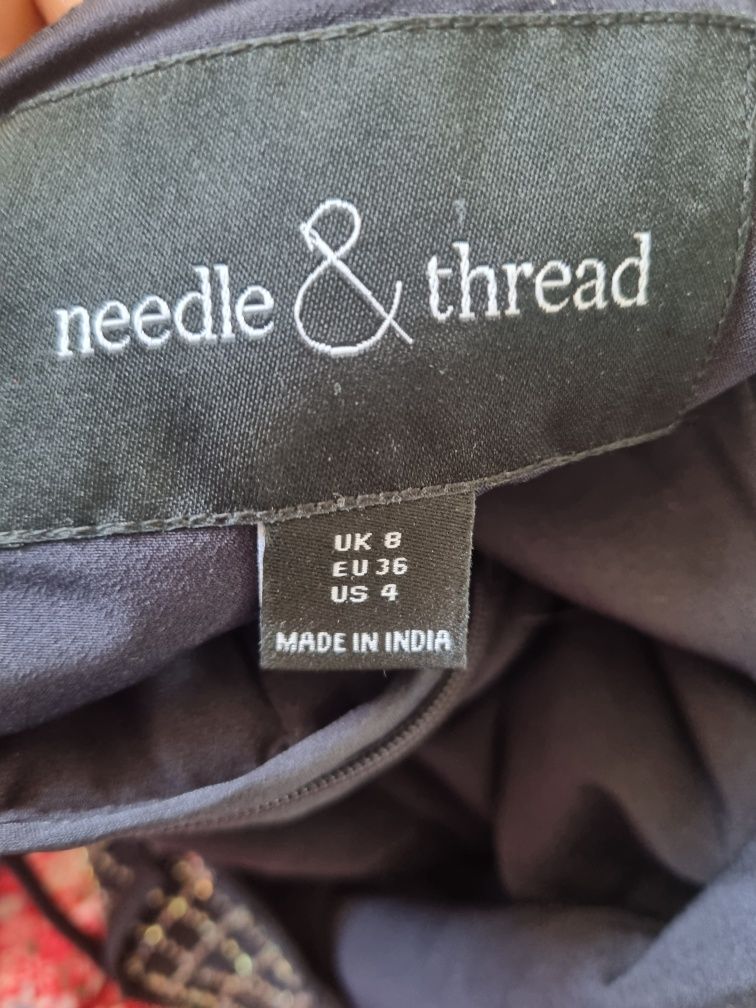 needle & thread
UK 8
EU 36
US 4
MADE IN INDIA